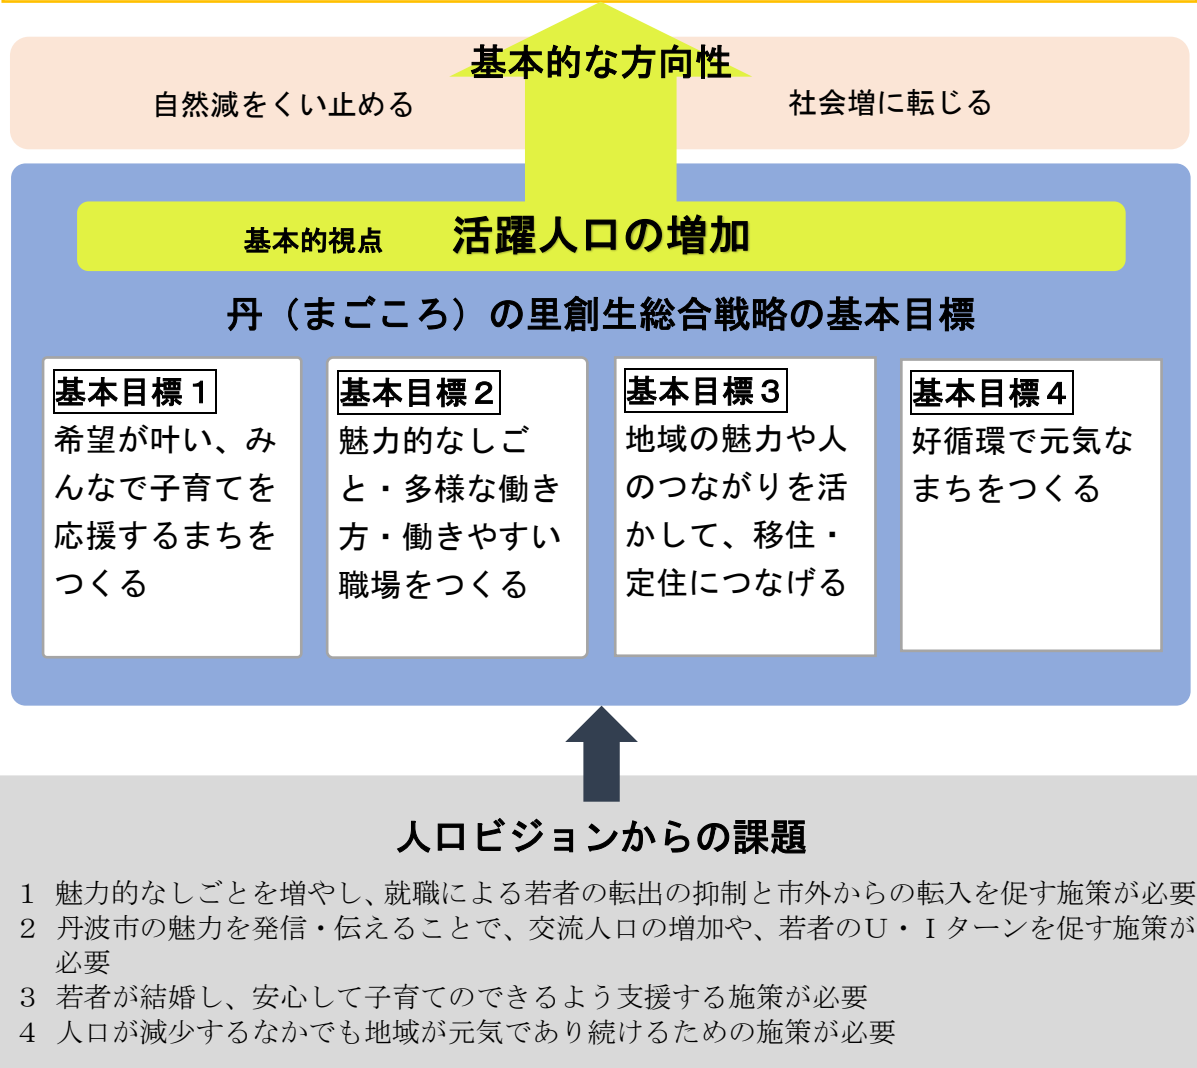 基本的な方向性
自然減をくい止める
社会増に転じる
基本的視点 活躍人口の増加
丹（まごころ）の里創生総合戦略の基本目標
基本目標１
希望が叶い、み
んなで子育てを
応援するまちを
つくる
基本目標２
魅力的なしご
と・多様な働き
方・働きやすい
職場をつくる
基本目標３
地域の魅力や人
のつながりを活
かして、移住・
定住につなげる
基本目標４
好循環で元気な
まちをつくる
人口ビジョンからの課題
１ 魅力的なしごとを増やし、就職による若者の転出の抑制と市外からの転入を促す施策が必要
２ 丹波市の魅力を発信・伝えることで、交流人口の増加や、若者のＵ・Ｉターンを促す施策が
必要
３ 若者が結婚し、安心して子育てのできるよう支援する施策が必要
４ 人口が減少するなかでも地域が元気であり続けるための施策が必要